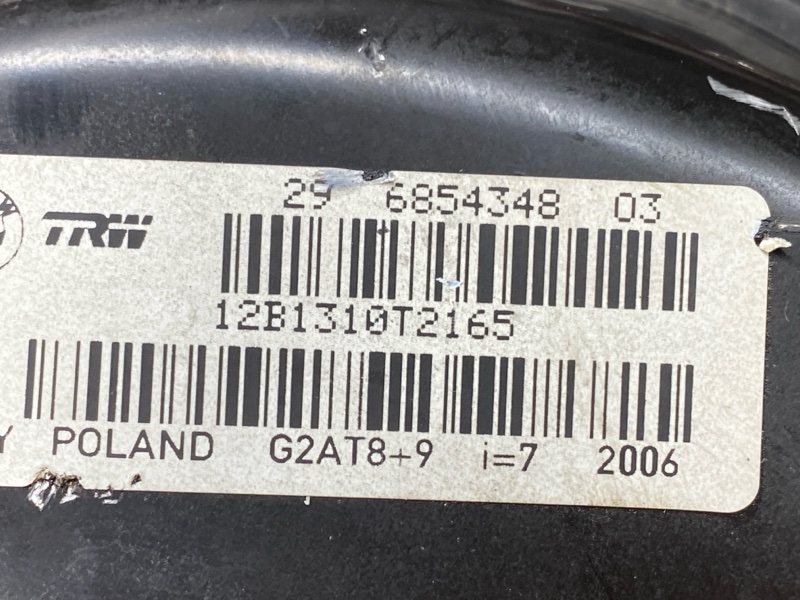 29 6854348 03
TRW
12B1310T2165
Y POLAND G2AT8+9 i=7 2006